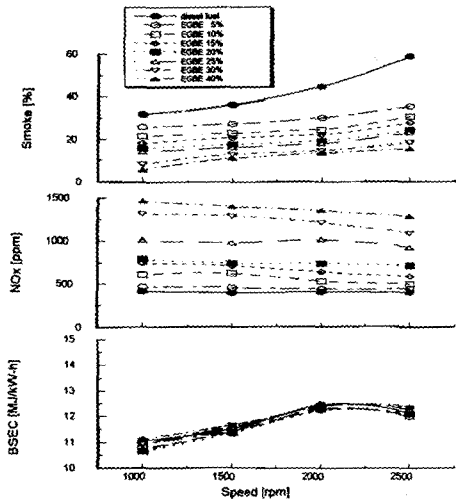 diesel fuel
EGBE 5%
EGBE 10%
EGBE 15%
EGBE 20%
EGBE 25%
EGBE 30%
EGBE 40%
60
40
20
0
Smoke [%]
1500
1000
500
0
NOx [ppm]
15
14
13
12
11
10
BSEC [MJ/kW-h]
1000 1500 2000 2500
Speed [rpm]